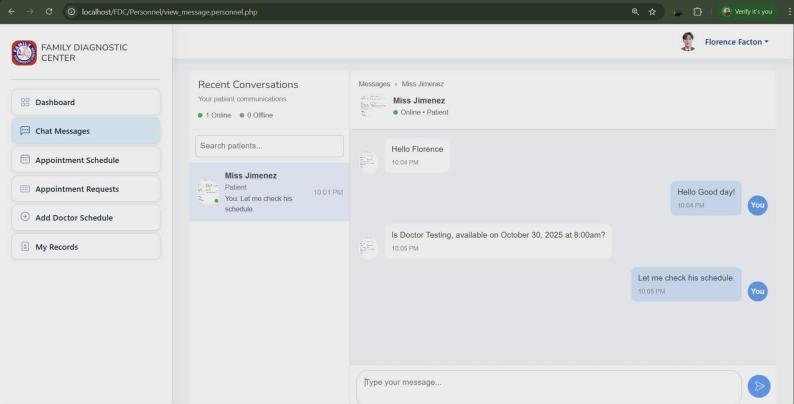 localhost/FDC/Personnel/view_message.personnel.php
Verify it's you
FAMILY DIAGNOSTIC
CENTER
Florence Facton
Dashboard
Chat Messages
Appointment Schedule
Appointment Requests
Add Doctor Schedule
My Records
Recent Conversations
Your patient communications
1 Online 0 Offline
Search patients...
Miss Jimenez
Patient
10:01 PM
You: Let me check his
schedule.
Messages › Miss Jimenez
Miss Jimenez
Online • Patient
Hello Florence
10:04 PM
Hello Good day!
10:04 PM
You
Is Doctor Testing, available on October 30, 2025 at 8:00am?
10:05 PM
Let me check his schedule.
10:05 PM
You
Type your message...